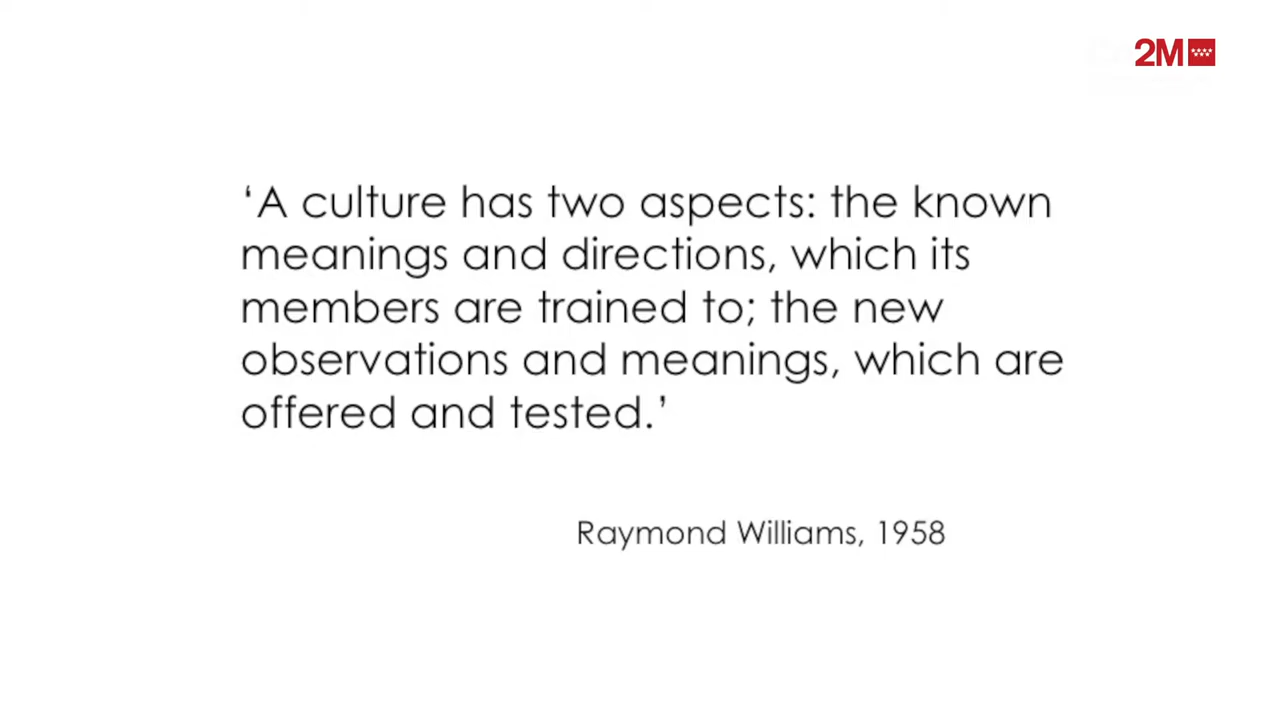 2M
‘A culture has two aspects: the known
meanings and directions, which its
members are trained to; the new
observations and meanings, which are
offered and tested.’
Raymond Williams, 1958